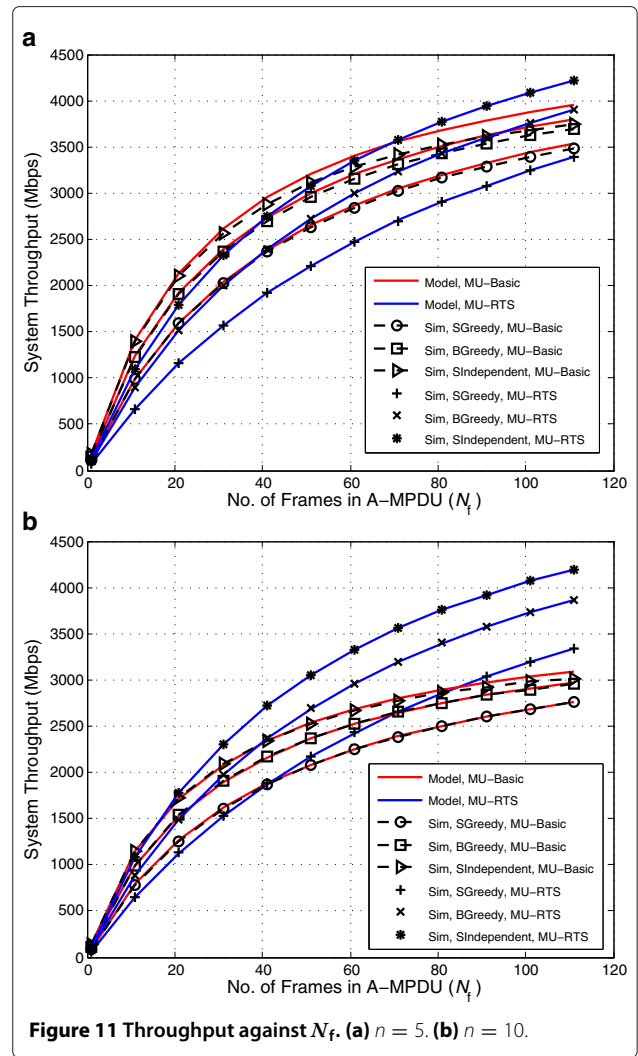 a
4500
4000
3500
3000
2500
2000
1500
1000
500
0
System Throughput (Mbps)
Model, MU−Basic
Model, MU−RTS
Sim, SGreedy, MU−Basic
Sim, BGreedy, MU−Basic
Sim, SIndependent, MU−Basic
Sim, SGreedy, MU−RTS
Sim, BGreedy, MU−RTS
Sim, SIndependent, MU−RTS
0 20 40 60 80 100 120
No. of Frames in A−MPDU (Nf)
b
4500
4000
3500
3000
2500
2000
1500
1000
500
0
System Throughput (Mbps)
Model, MU−Basic
Model, MU−RTS
Sim, SGreedy, MU−Basic
Sim, BGreedy, MU−Basic
Sim, SIndependent, MU−Basic
Sim, SGreedy, MU−RTS
Sim, BGreedy, MU−RTS
Sim, SIndependent, MU−RTS
0 20 40 60 80 100 120
No. of Frames in A−MPDU (Nf)
Figure 11 Throughput against Nf. (a) n = 5. (b) n = 10.